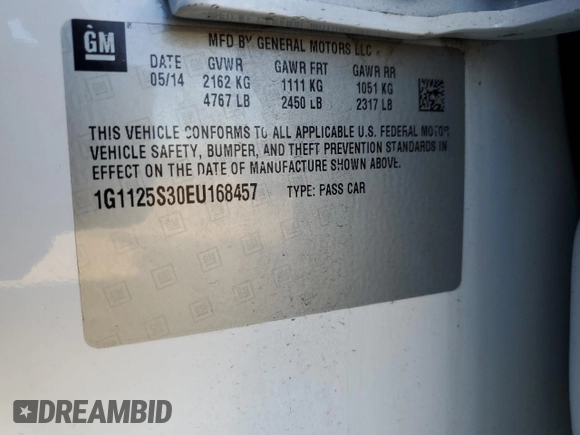 GM
MFD BY GENERAL MOTORS LLC
DATE GVWR GAWR FRT GAWR RR
05/14 2162 KG 1111 KG 1051 KG
4767 LB 2450 LB 2317 LB
THIS VEHICLE CONFORMS TO ALL APPLICABLE U.S. FEDERAL MOTOR
VEHICLE SAFETY, BUMPER, AND THEFT PREVENTION STANDARDS IN
EFFECT ON THE DATE OF MANUFACTURE SHOWN ABOVE.
1G1125S30EU168457 TYPE: PASS CAR
DREAMBID